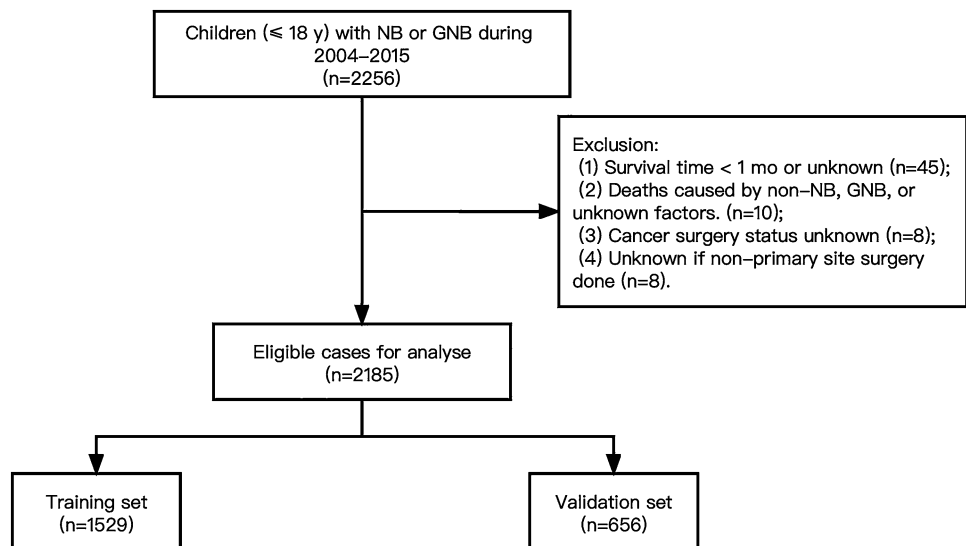 Children (≤ 18 y) with NB or GNB during
2004–2015
(n=2256)
Exclusion:
(1) Survival time < 1 mo or unknown (n=45);
(2) Deaths caused by non–NB, GNB, or
unknown factors. (n=10);
(3) Cancer surgery status unknown (n=8);
(4) Unknown if non–primary site surgery
done (n=8).
Eligible cases for analyse
(n=2185)
Training set
(n=1529)
Validation set
(n=656)